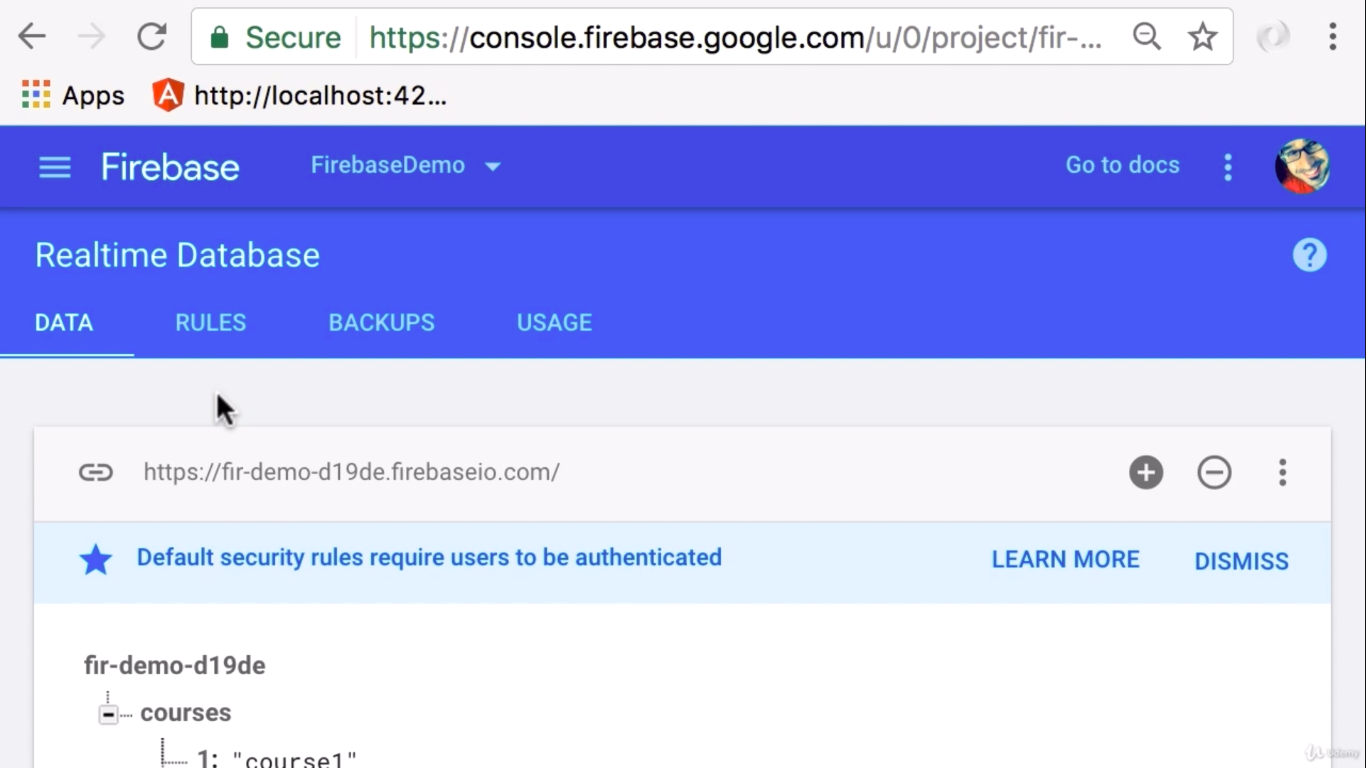 Secure https://console.firebase.google.com/u/0/project/fir-...
Apps http://localhost:42...
Firebase FirebaseDemo Go to docs
Realtime Database ?
DATA RULES BACKUPS USAGE
https://fir-demo-d19de.firebaseio.com/
Default security rules require users to be authenticated LEARN MORE DISMISS
fir-demo-d19de
courses
1: "course1"
Udemy